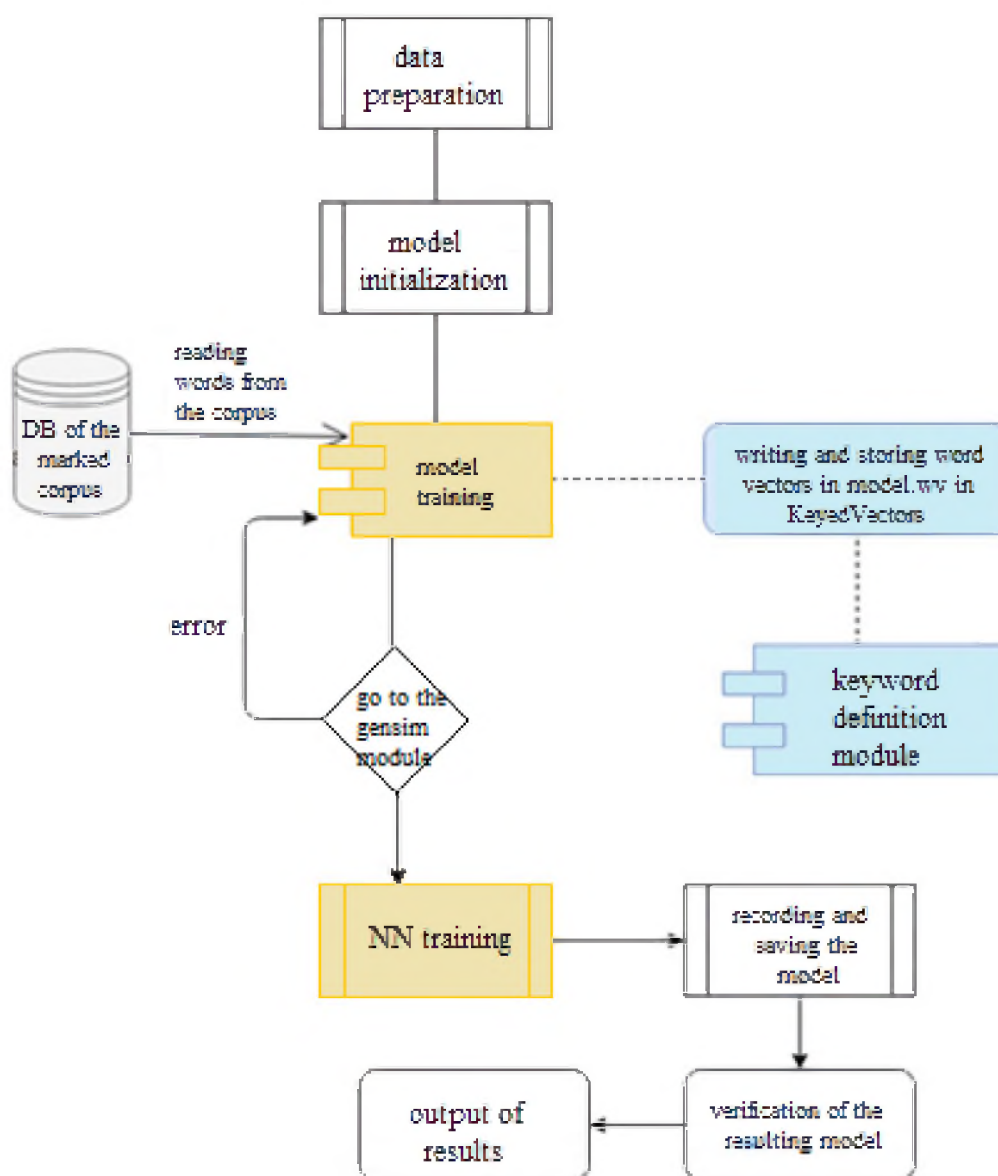 data
preparation
model
initialization
reading
words from
the corpus
DB of the
marked
corpus
model
training
writing and storing word
vectors in model.wv in
KeyedVectors
error
go to the
gensim
module
keyword
definition
module
NN training
recording and
saving the
model
output of
results
verification of the
resulting model